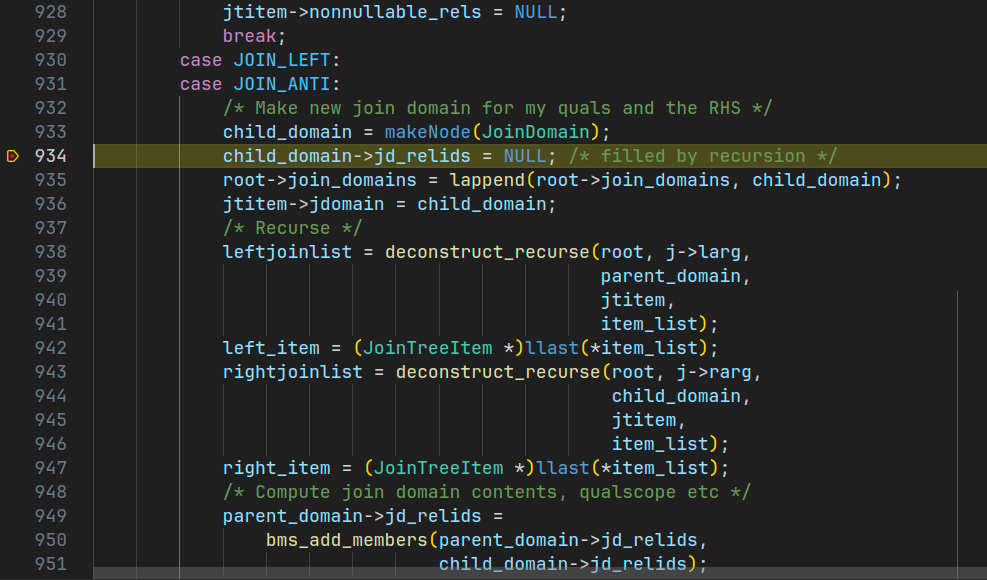 928 jtitem->nonnullable_rels = NULL;
929 break;
930 case JOIN_LEFT:
931 case JOIN_ANTI:
932 /* Make new join domain for my quals and the RHS */
933 child_domain = makeNode(JoinDomain);
934 child_domain->jd_relids = NULL; /* filled by recursion */
935 root->join_domains = lappend(root->join_domains, child_domain);
936 jtitem->jdomain = child_domain;
937 /* Recurse */
938 leftjoinlist = deconstruct_recurse(root, j->larg,
939 parent_domain,
940 jtitem,
941 item_list);
942 left_item = (JoinTreeItem *)llast(*item_list);
943 rightjoinlist = deconstruct_recurse(root, j->rarg,
944 child_domain,
945 jtitem,
946 item_list);
947 right_item = (JoinTreeItem *)llast(*item_list);
948 /* Compute join domain contents, qualscope etc */
949 parent_domain->jd_relids =
950 bms_add_members(parent_domain->jd_relids,
951 child_domain->jd_relids);